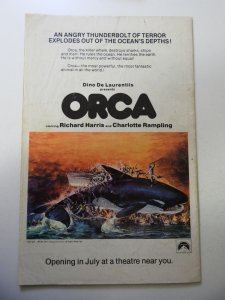 AN ANGRY THUNDERBOLT OF TERROR
EXPLODES OUT OF THE OCEAN'S DEPTHS!
Orca, the killer whale, destroys sharks, ships
and men. He rules the ocean. He terrifies the earth.
He is without mercy and without equal!
Orca—the most powerful, the most fantastic
animal in all the world!
Dino De Laurentiis
presents
ORCA
starring Richard Harris and Charlotte Rampling
Opening in July at a theatre near you.